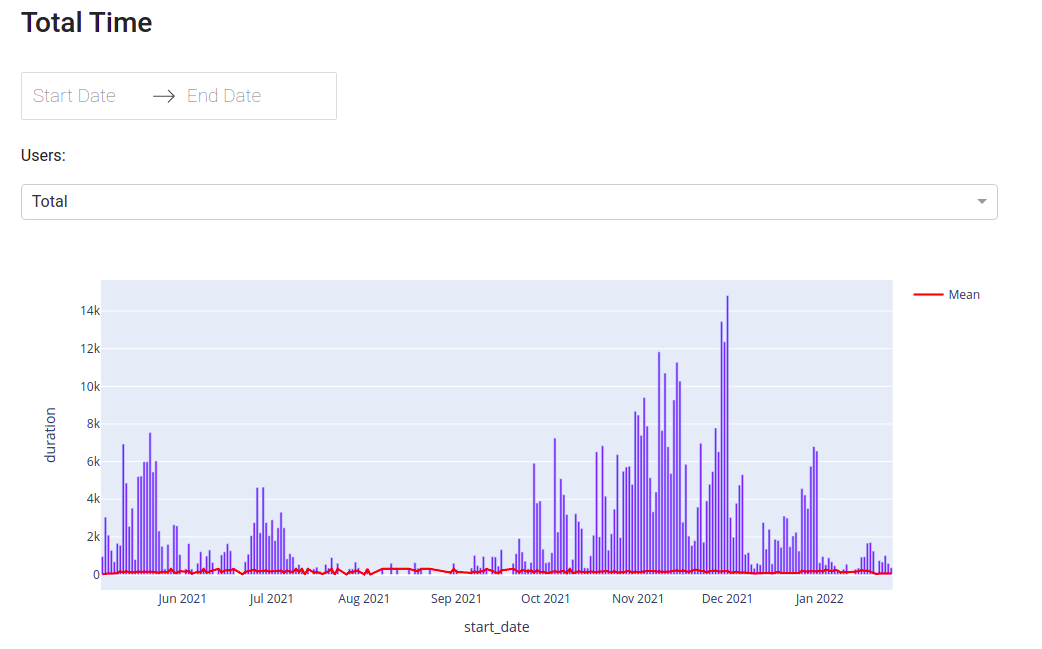 Total Time
Start Date → End Date
Users:
Total
Mean
14k
12k
10k
8k
6k
4k
2k
0
duration
Jun 2021 Jul 2021 Aug 2021 Sep 2021 Oct 2021 Nov 2021 Dec 2021 Jan 2022
start_date